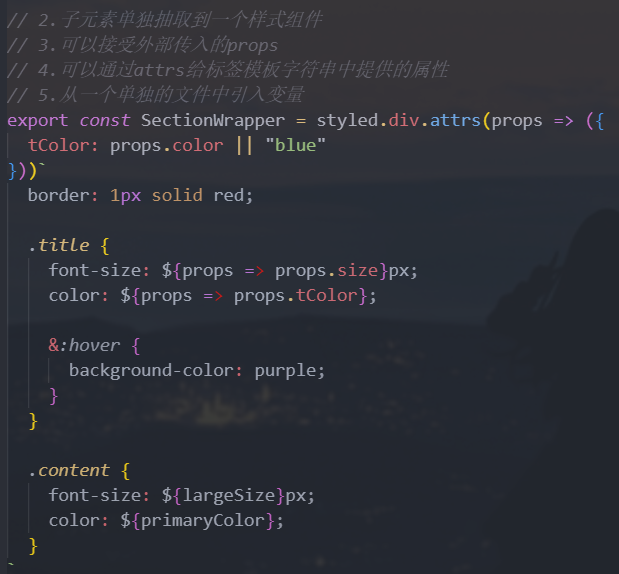 // 2.子元素单独抽取到一个样式组件
// 3.可以接受外部传入的props
// 4.可以通过attrs给标签模板字符串中提供的属性
// 5.从一个单独的文件中引入变量
export const SectionWrapper = styled.div.attrs(props => ({
  tColor: props.color || "blue"
}))`
  border: 1px solid red;

  .title {
    font-size: ${props => props.size}px;
    color: ${props => props.tColor};

    &:hover {
      background-color: purple;
    }
  }

  .content {
    font-size: ${largeSize}px;
    color: ${primaryColor};
  }
`